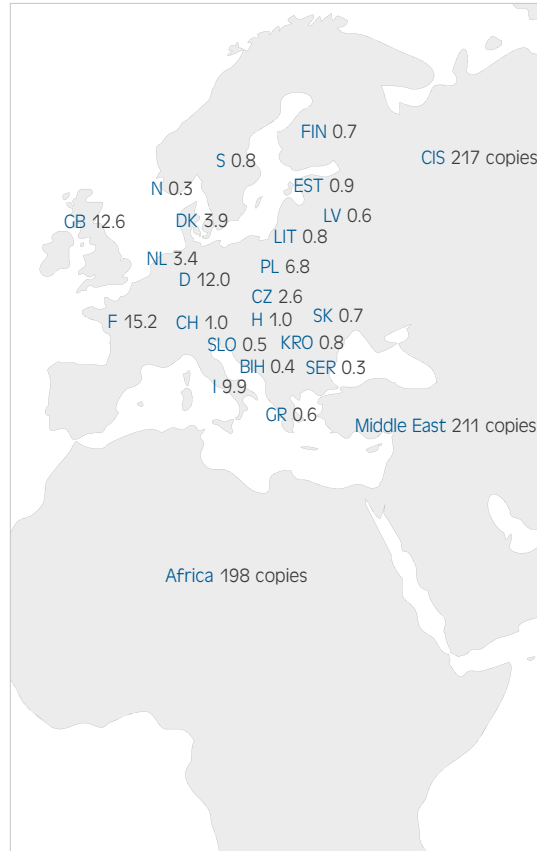 FIN 0.7
CIS 217 copies
S 0.8
N 0.3
EST 0.9
LV 0.6
GB 12.6
DK 3.9
LIT 0.8
NL 3.4
PL 6.8
D 12.0
CZ 2.6
SK 0.7
F 15.2
CH 1.0
H 1.0
SLO 0.5
KRO 0.8
BIH 0.4
SER 0.3
I 9.9
GR 0.6
Middle East 211 copies
Africa 198 copies